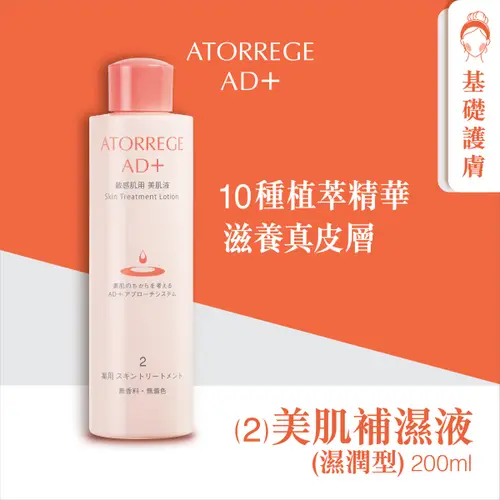 ATORREGE
AD+
基礎護膚
ATORREGE
AD+
敏感肌用 美肌液
Skin Treatment Lotion
素肌のちからを考える
AD+アプローチシステム
2
薬用 スキントリートメント
無香料・無着色
10種植萃精華
滋養真皮層
(2)美肌補濕液
(濕潤型) 200ml